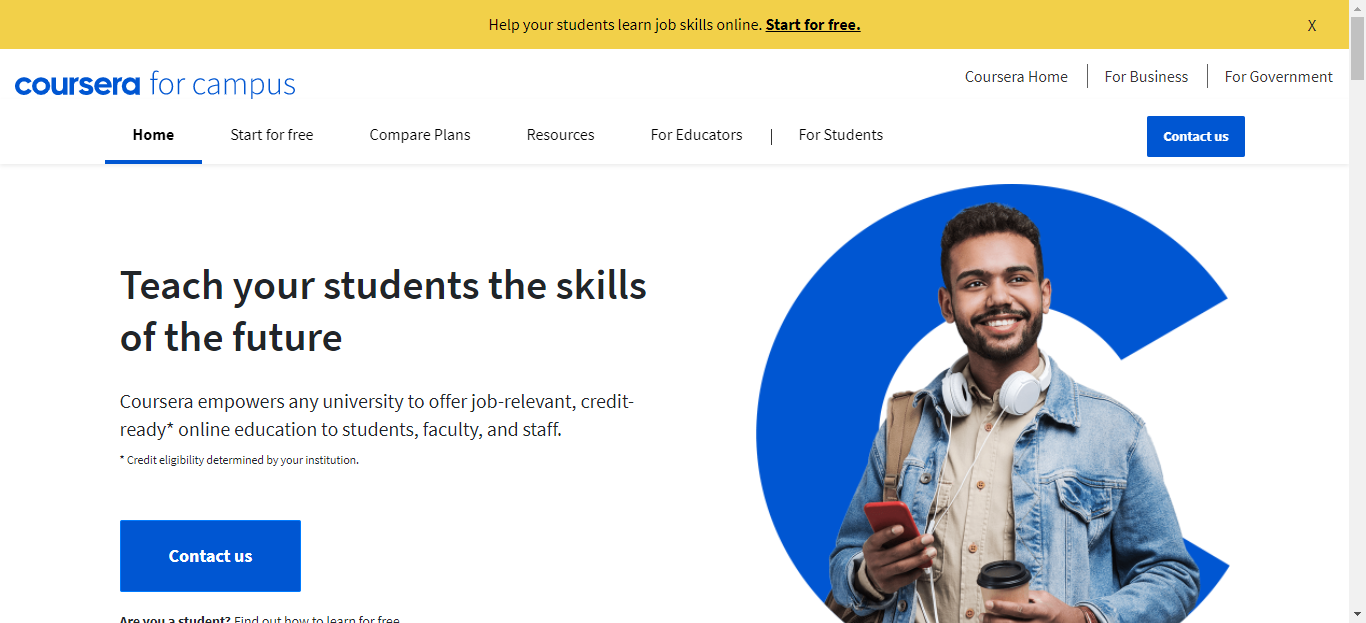 Help your students learn job skills online. Start for free.
X
coursera for campus
Coursera Home
For Business
For Government
Home
Start for free
Compare Plans
Resources
For Educators
|
For Students
Contact us
Teach your students the skills
of the future
Coursera empowers any university to offer job-relevant, credit-
ready* online education to students, faculty, and staff.
* Credit eligibility determined by your institution.
Contact us
Are you a student? Find out how to learn for free